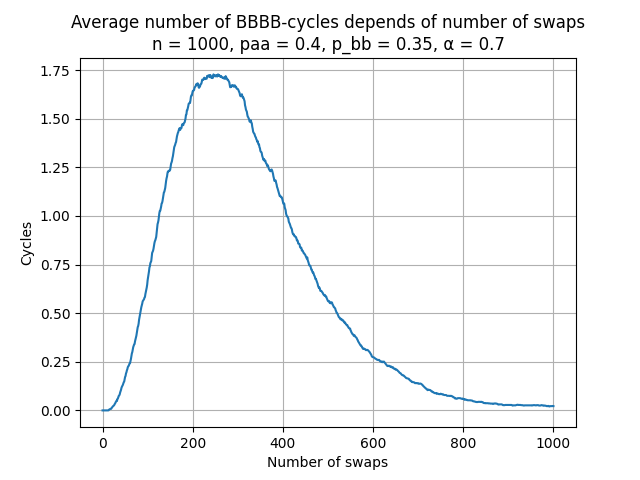 Average number of BBBB-cycles depends of number of swaps
n = 1000, paa = 0.4, p_bb = 0.35, α = 0.7
1.75
1.50
1.25
1.00
0.75
0.50
0.25
0.00
Cycles
0 200 400 600 800 1000
Number of swaps